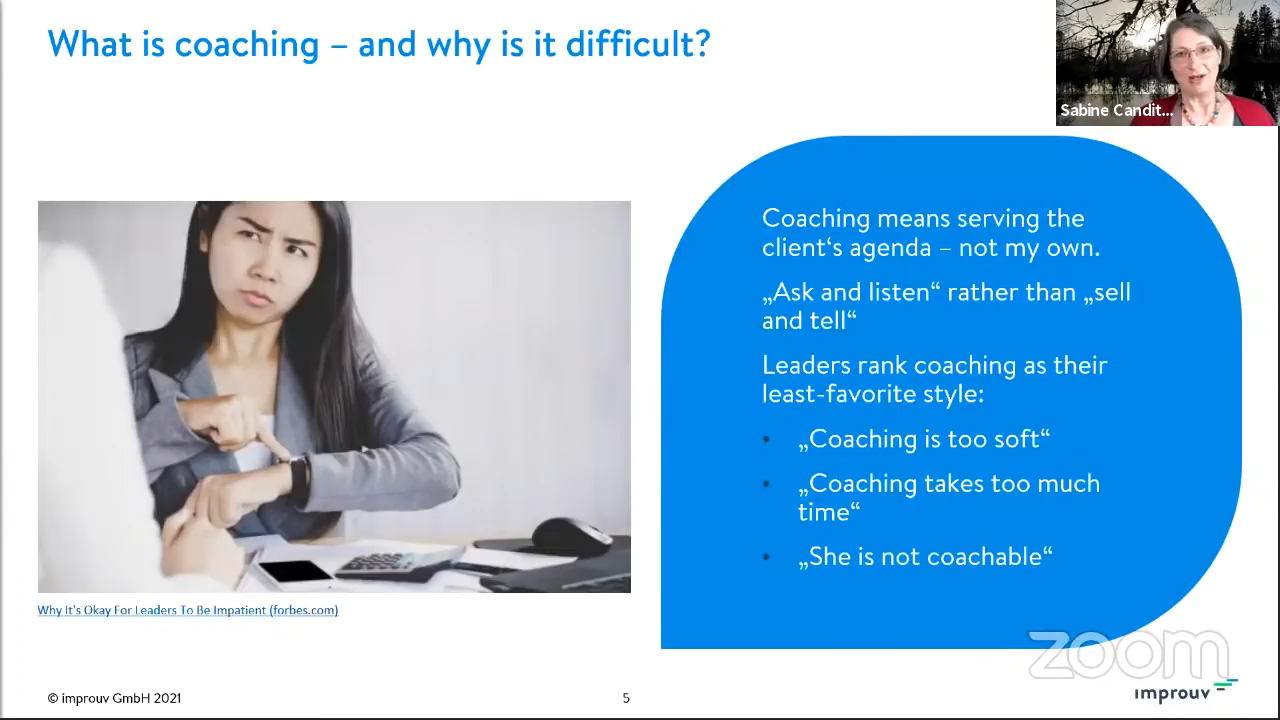 What is coaching – and why is it difficult?
Sabine Candit...
Coaching means serving the
client‘s agenda – not my own.
„Ask and listen“ rather than „sell
and tell“
Leaders rank coaching as their
least-favorite style:
• „Coaching is too soft“
• „Coaching takes too much
time“
• „She is not coachable“
Why It's Okay For Leaders To Be Impatient (forbes.com)
zoom
© improuv GmbH 2021
5
improuv